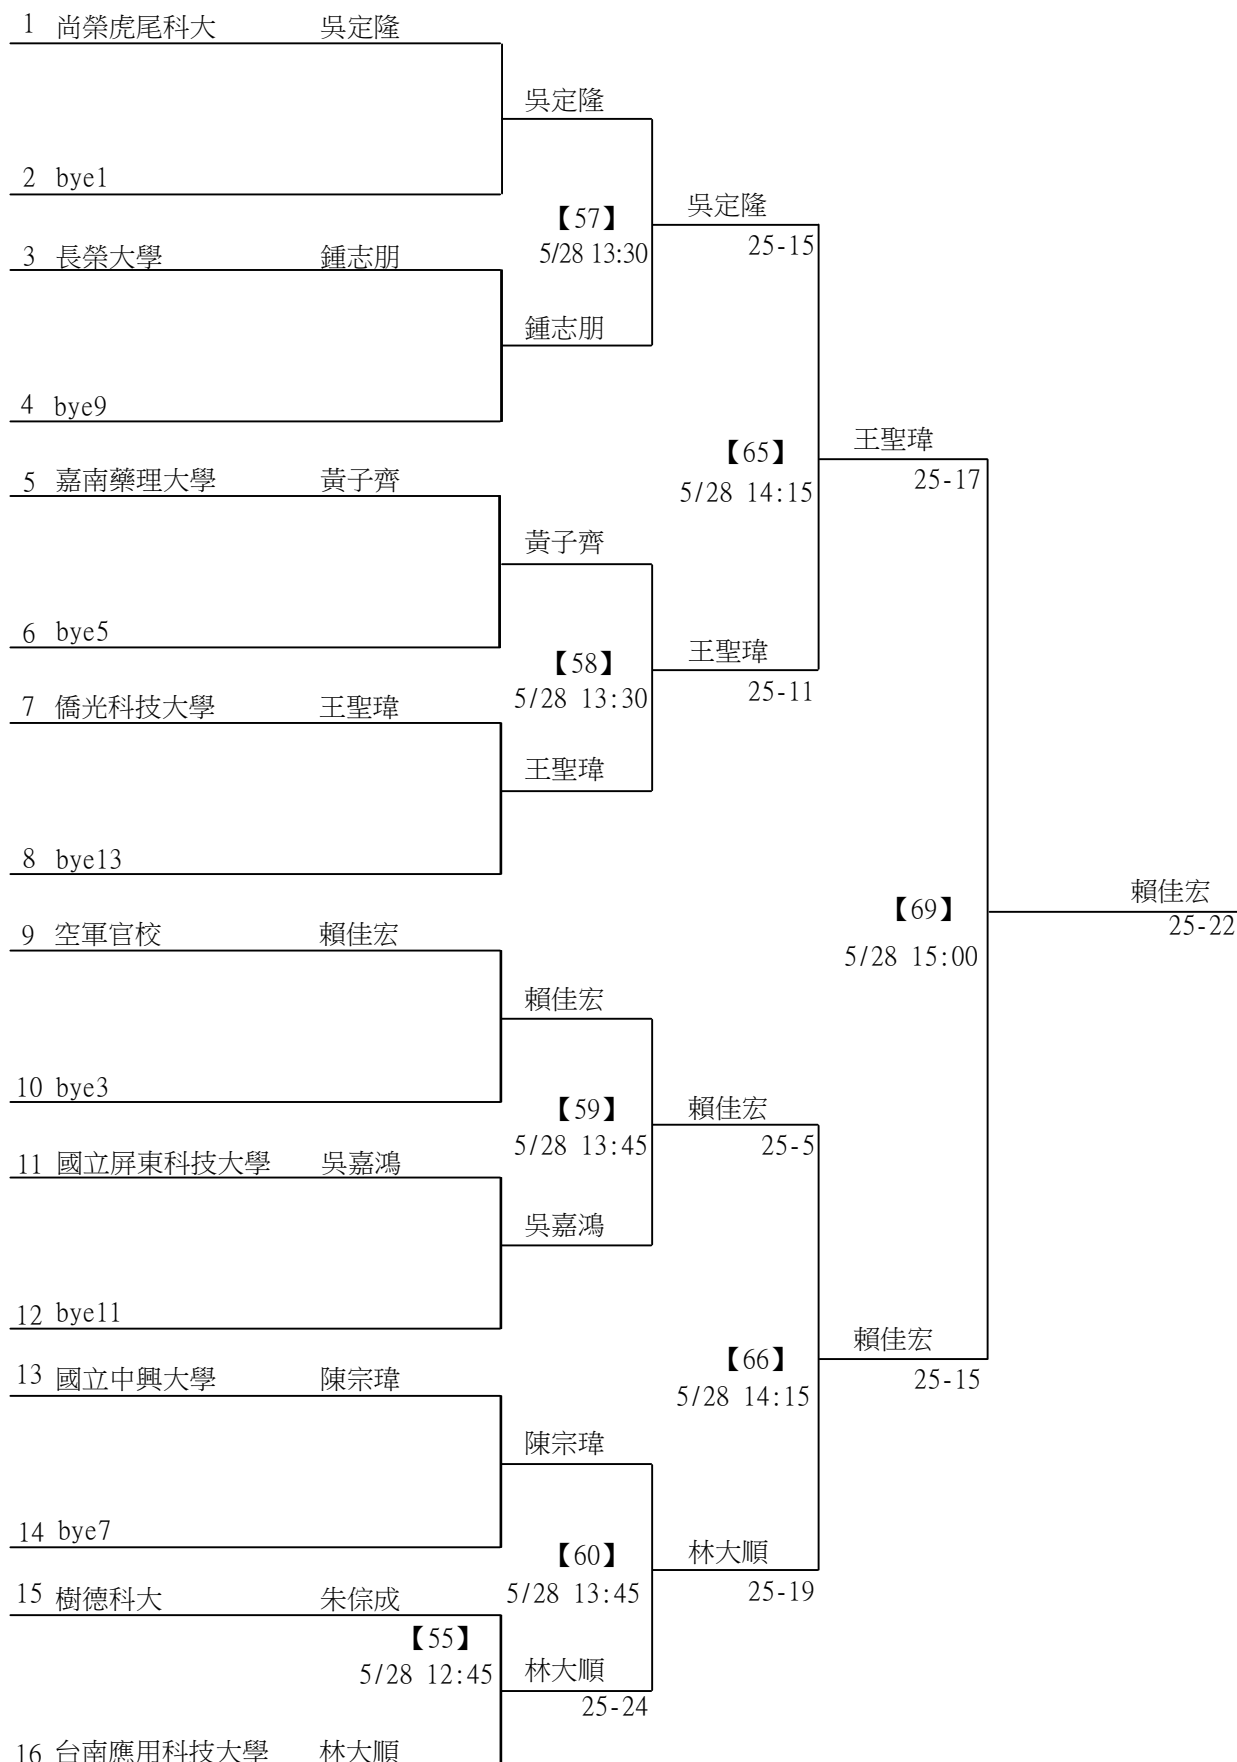 1 尚榮虎尾科大 吳定隆
吳定隆
2 bye1
【57】
5/28 13:30
吳定隆
25-15
3 長榮大學 鍾志朋
鍾志朋
4 bye9
【65】
5/28 14:15
王聖瑋
25-17
5 嘉南藥理大學 黃子齊
黃子齊
6 bye5
【58】
5/28 13:30
王聖瑋
25-11
7 僑光科技大學 王聖瑋
王聖瑋
8 bye13
【69】
5/28 15:00
賴佳宏
25-22
9 空軍官校 賴佳宏
賴佳宏
10 bye3
【59】
5/28 13:45
賴佳宏
25-5
11 國立屏東科技大學 吳嘉鴻
吳嘉鴻
12 bye11
【66】
5/28 14:15
賴佳宏
25-15
13 國立中興大學 陳宗瑋
陳宗瑋
14 bye7
【60】
5/28 13:45
林大順
25-19
15 樹德科大 朱倧成
【55】
5/28 12:45
林大順
25-24
16 台南應用科技大學 林大順